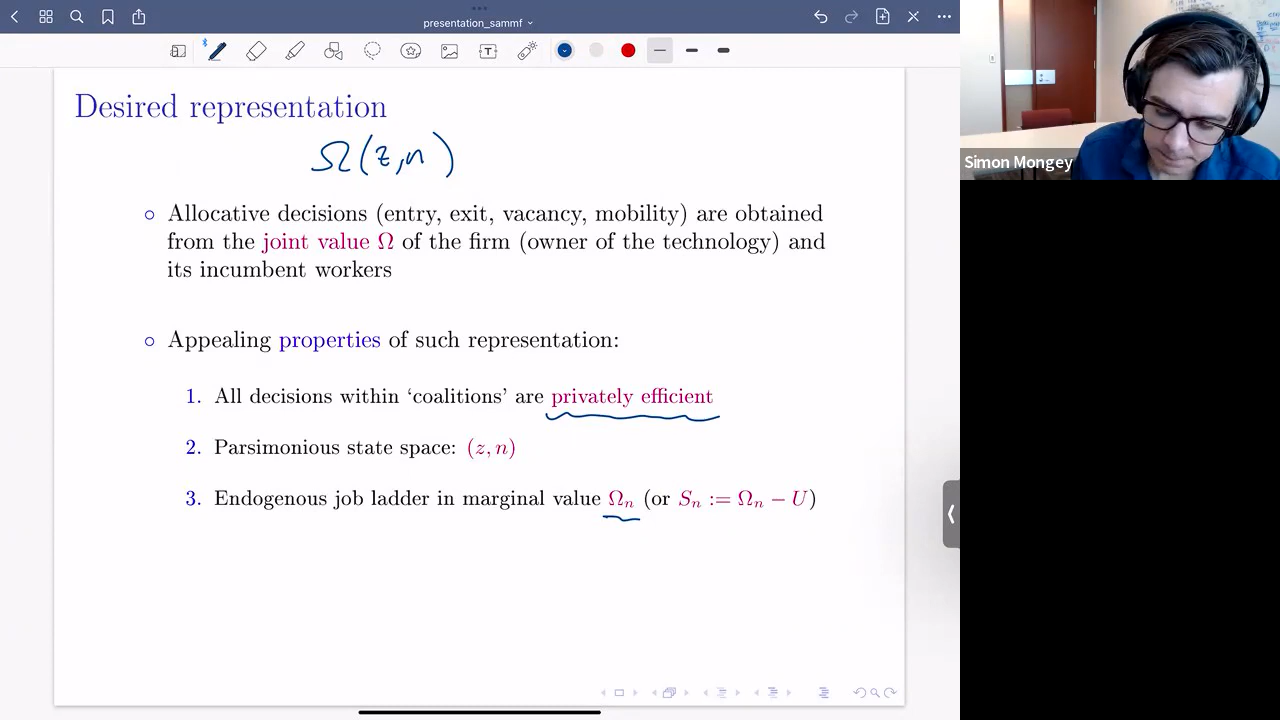 presentation_sammf
Desired representation
Ω(z,n)
Allocative decisions (entry, exit, vacancy, mobility) are obtained
from the joint value Ω of the firm (owner of the technology) and
its incumbent workers
Appealing properties of such representation:
1. All decisions within ‘coalitions’ are privately efficient
2. Parsimonious state space: (z, n)
3. Endogenous job ladder in marginal value Ωₙ (or Sₙ := Ωₙ − U)
Simon Mongey